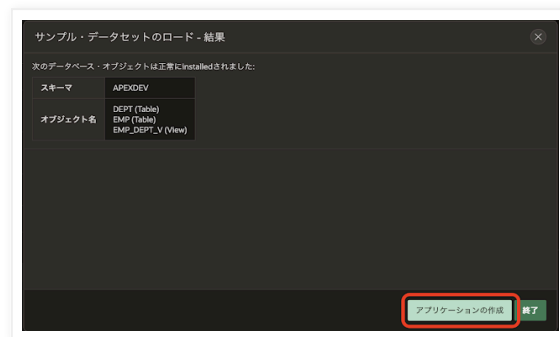 サンプル・データセットのロード - 結果
次のデータベース・オブジェクトは正常にinstalledされました:
スキーマ APEXDEV
オブジェクト名 DEPT (Table)
EMP (Table)
EMP_DEPT_V (View)
アプリケーションの作成 終了